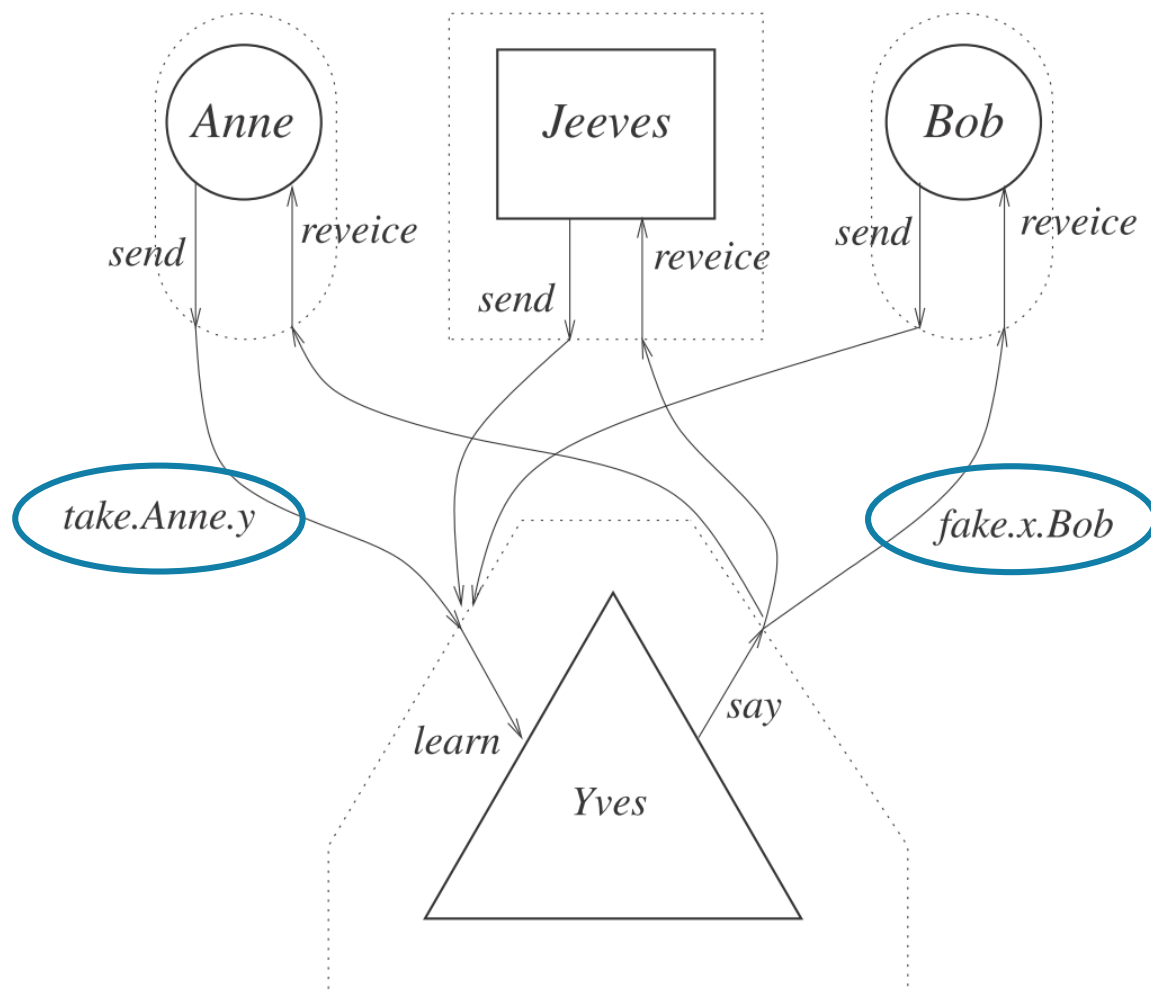 Anne
Jeeves
Bob
send
reveice
send
reveice
send
reveice
take.Anne.y
fake.x.Bob
learn
say
Yves